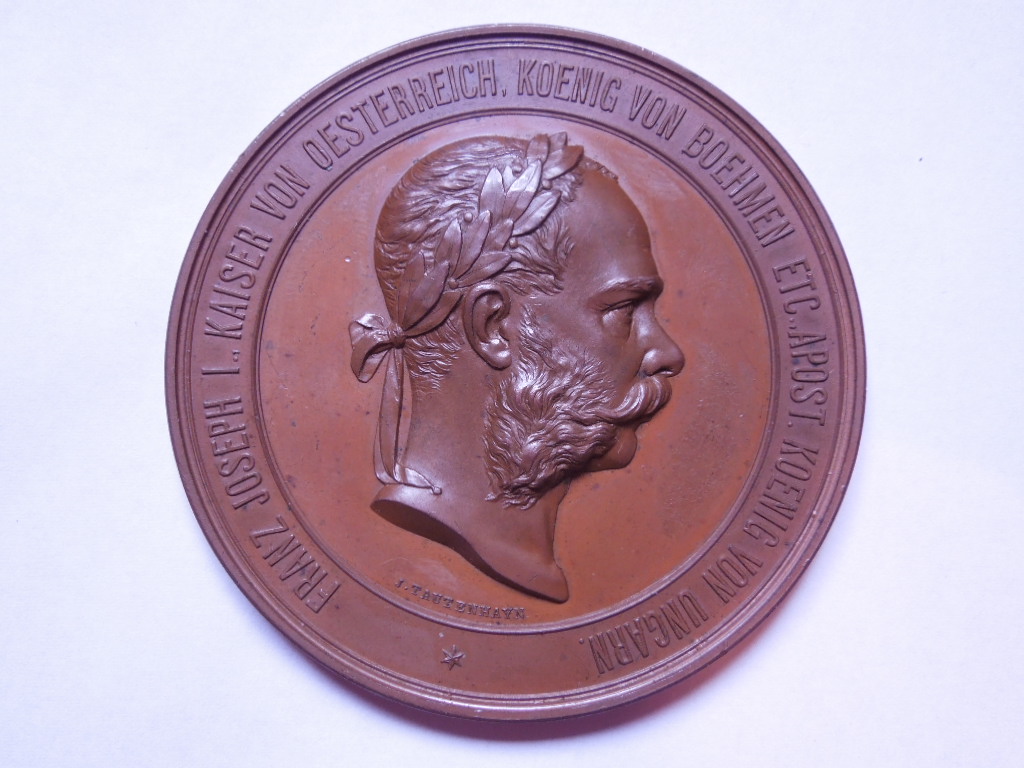 FRANZ JOSEPH I., KAISER VON OESTERREICH, KOENIG VON BOEHMEN ETC., APOST. KOENIG VON UNGARN.
J. TAUTENHAYN